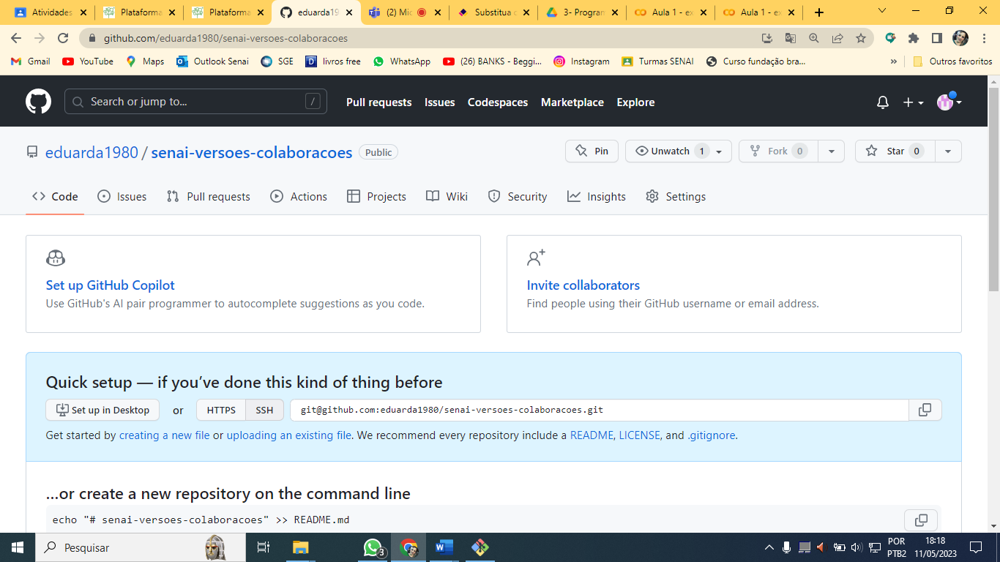 Atividades
Plataforma
Plataforma
eduarda19
(2) Mic
Substitua c
3- Program
Aula 1 - ex
Aula 1 - ex
github.com/eduarda1980/senai-versoes-colaboracoes
Gmail
YouTube
Maps
Outlook Senai
SGE
D
livros free
WhatsApp
(26) BANKS - Beggi...
Instagram
Turmas SENAI
Curso fundação bra...
»
Outros favoritos
Search or jump to...
/
Pull requests
Issues
Codespaces
Marketplace
Explore
eduarda1980 / senai-versoes-colaboracoes
Public
Pin
Unwatch 1
Fork 0
Star 0
Code
Issues
Pull requests
Actions
Projects
Wiki
Security
Insights
Settings
Set up GitHub Copilot
Use GitHub's AI pair programmer to autocomplete suggestions as you code.
Invite collaborators
Find people using their GitHub username or email address.
Quick setup — if you’ve done this kind of thing before
Set up in Desktop
or
HTTPS
SSH
git@github.com:eduarda1980/senai-versoes-colaboracoes.git
Get started by creating a new file or uploading an existing file. We recommend every repository include a README, LICENSE, and .gitignore.
…or create a new repository on the command line
echo "# senai-versoes-colaboracoes" >> README.md
Pesquisar
3
POR
PTB2
18:18
11/05/2023